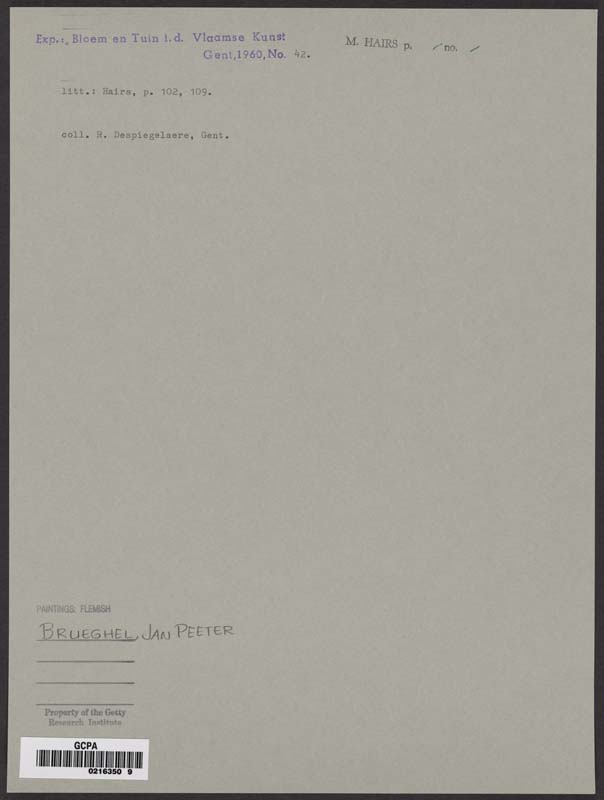 Exp.: Bloem en Tuin i.d. Vlaamse Kunst
Gent, 1960, No. 42.
M. HAIRS p. / no. /
litt.: Hairs, p. 102, 109.
coll. R. Despiegelaere, Gent.
PAINTINGS: FLEMISH
BRUEGHEL, JAN PEETER
Property of the Getty
Research Institute
GCPA
0216350 9